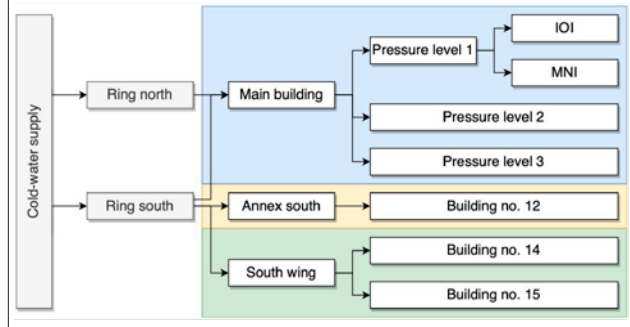 Cold-water supply
Ring north
Ring south
Main building
Pressure level 1
IOI
MNI
Pressure level 2
Pressure level 3
Annex south
Building no. 12
South wing
Building no. 14
Building no. 15